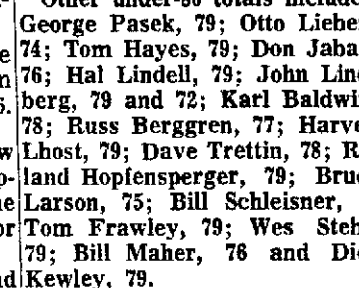 Other under-80 totals include
George Pasek, 79; Otto Lieber
74; Tom Hayes, 79; Don Jaba
76; Hal Lindell, 79; John Lind
berg, 79 and 72; Karl Baldwi
78; Russ Berggren, 77; Harve
Lhost, 79; Dave Trettin, 78; R
land Hopfensperger, 79; Bruc
Larson, 75; Bill Schleisner,
Tom Frawley, 79; Wes Steh
79; Bill Maher, 76 and Di
Kewley, 79.